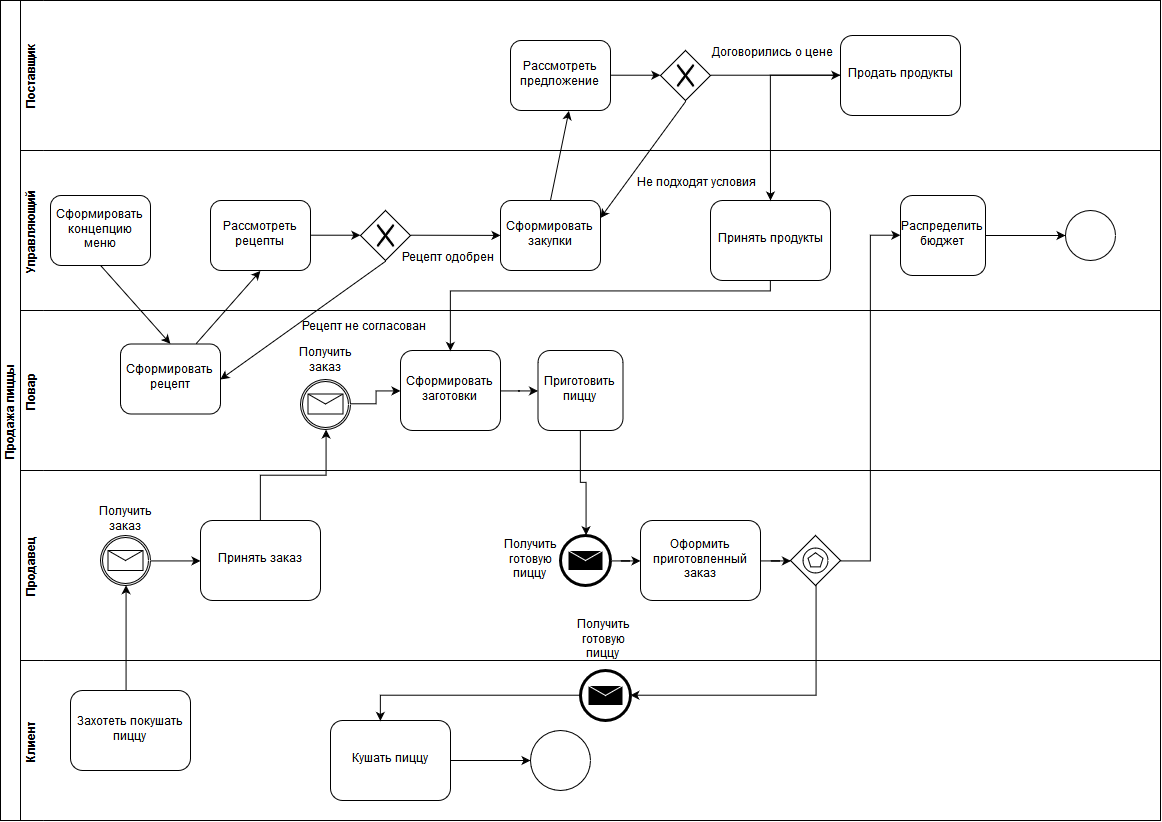 Продажа пиццы
Поставщик
Рассмотреть
предложение
Договорились о цене
Продать продукты
Не подходят условия
Управляющий
Сформировать
концепцию
меню
Рассмотреть
рецепты
Рецепт одобрен
Сформировать
закупки
Принять продукты
Распределить
бюджет
Рецепт не согласован
Повар
Сформировать
рецепт
Получить
заказ
Сформировать
заготовки
Приготовить
пиццу
Продавец
Получить
заказ
Принять заказ
Получить
готовую
пиццу
Оформить
приготовленный
заказ
Получить
готовую
пиццу
Клиент
Захотеть покушать
пиццу
Кушать пиццу